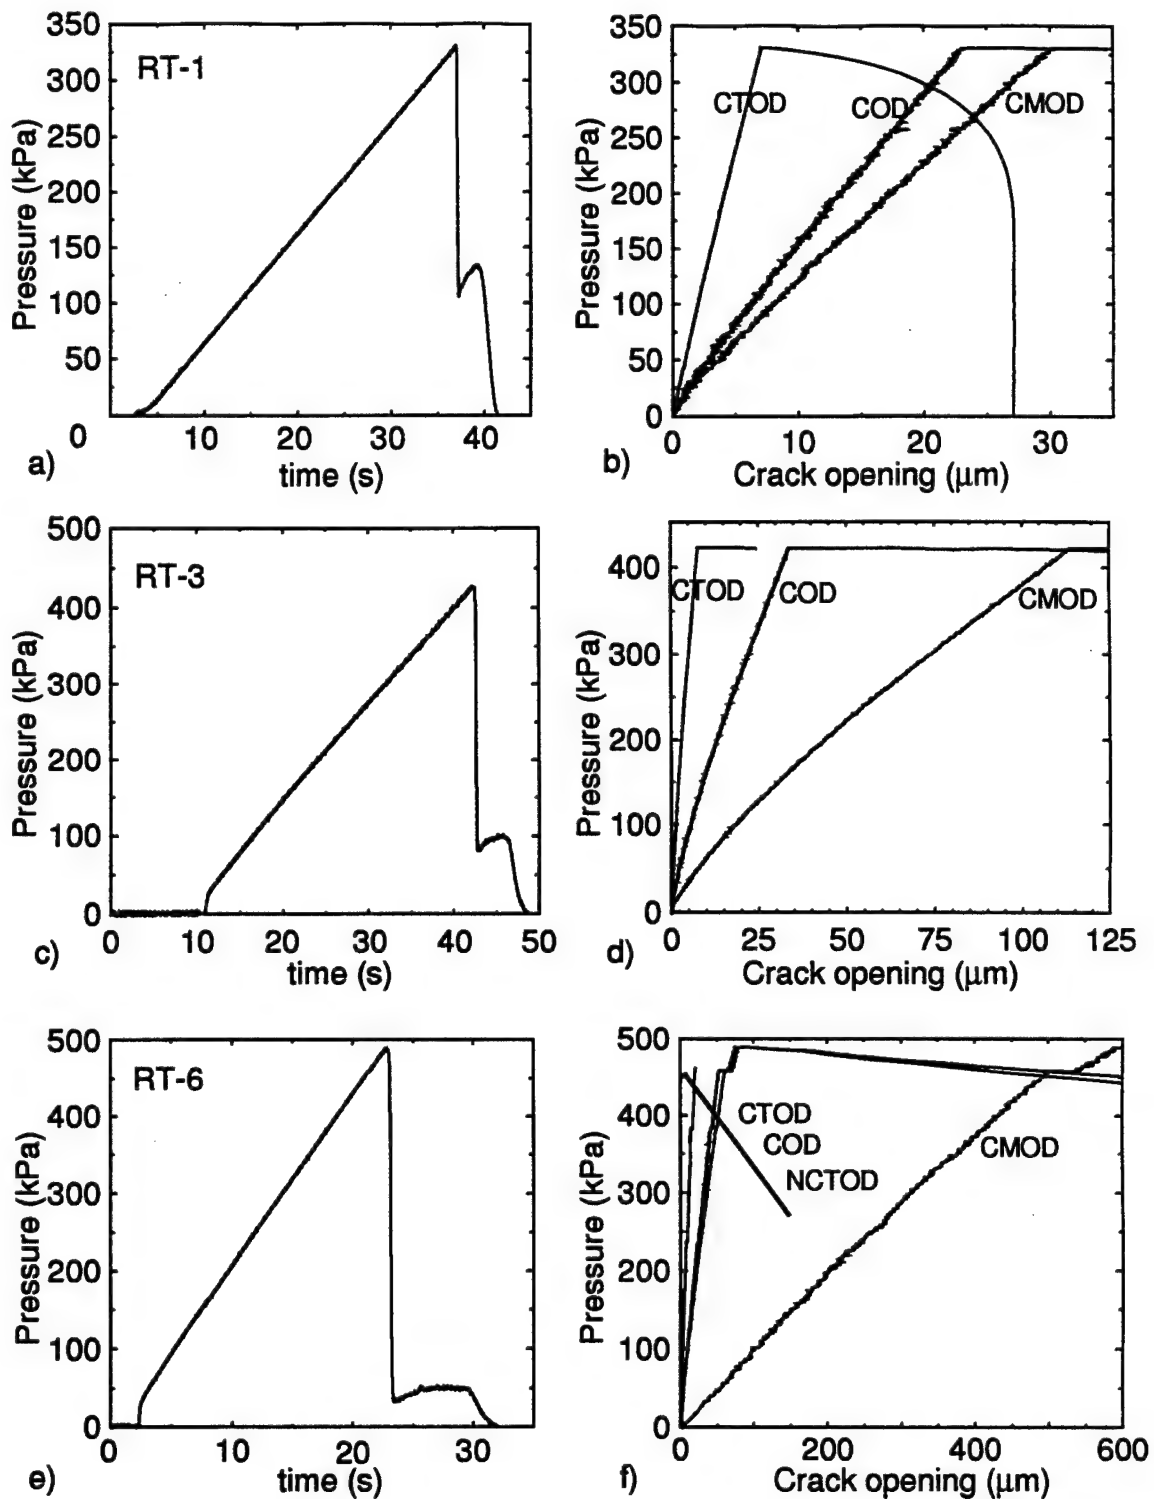 350
300
250
200
150
100
50
0
10
20
30
40
Pressure (kPa)
RT-1
time (s)
a)
350
300
250
200
150
100
50
0
0
10
20
30
Pressure (kPa)
CTOD
COD
CMOD
Crack opening (μm)
b)
500
400
300
200
100
0
0
10
20
30
40
50
Pressure (kPa)
RT-3
time (s)
c)
400
300
200
100
0
0
25
50
75
100
125
Pressure (kPa)
CTOD
COD
CMOD
Crack opening (μm)
d)
500
400
300
200
100
0
0
10
20
30
Pressure (kPa)
RT-6
time (s)
e)
500
400
300
200
100
0
0
200
400
600
Pressure (kPa)
CTOD
COD
NCTOD
CMOD
Crack opening (μm)
f)